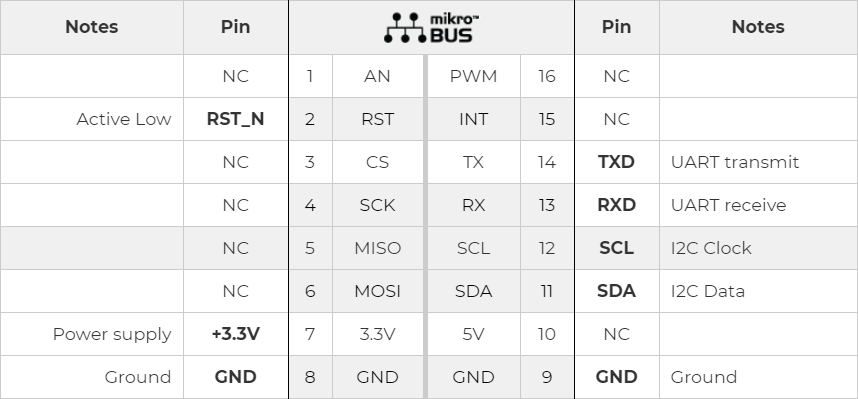 Notes Pin mikro™ BUS Pin Notes
NC 1 AN PWM 16 NC
Active Low RST_N 2 RST INT 15 NC
NC 3 CS TX 14 TXD UART transmit
NC 4 SCK RX 13 RXD UART receive
NC 5 MISO SCL 12 SCL I2C Clock
NC 6 MOSI SDA 11 SDA I2C Data
Power supply +3.3V 7 3.3V 5V 10 NC
Ground GND 8 GND GND 9 GND Ground